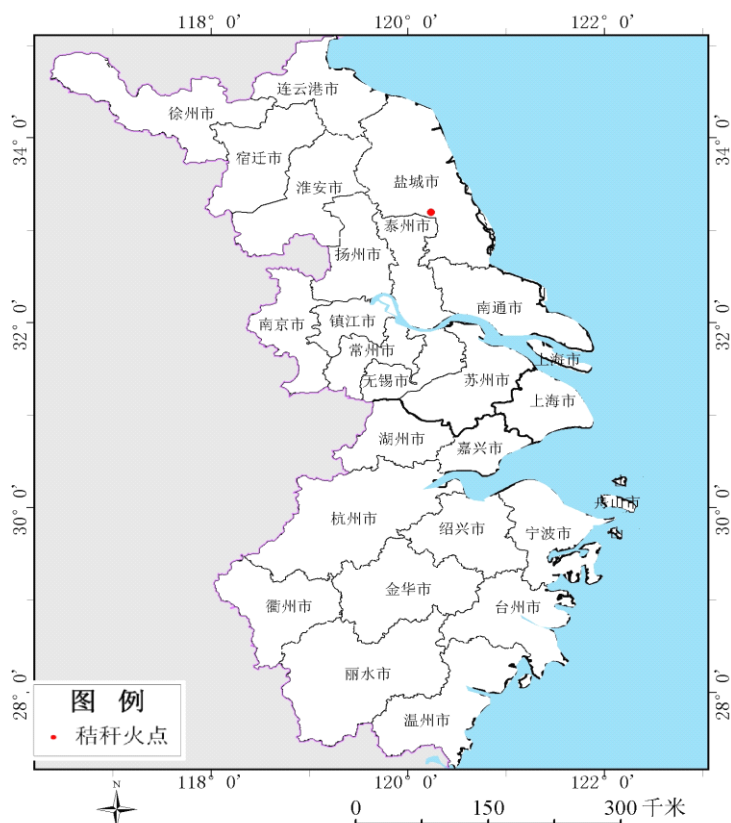 118° 0′
120° 0′
122° 0′
连云港市
徐州市
34° 0′
34° 0′
宿迁市
盐城市
淮安市
泰州市
扬州市
南通市
32° 0′
32° 0′
南京市
镇江市
常州市
上海市
无锡市
苏州市
上海市
湖州市
嘉兴市
30° 0′
30° 0′
舟山市
杭州市
绍兴市
宁波市
金华市
衢州市
台州市
丽水市
28° 0′
28° 0′
温州市
图 例
秸秆火点
118° 0′
120° 0′
122° 0′
N
0 150 300 千米